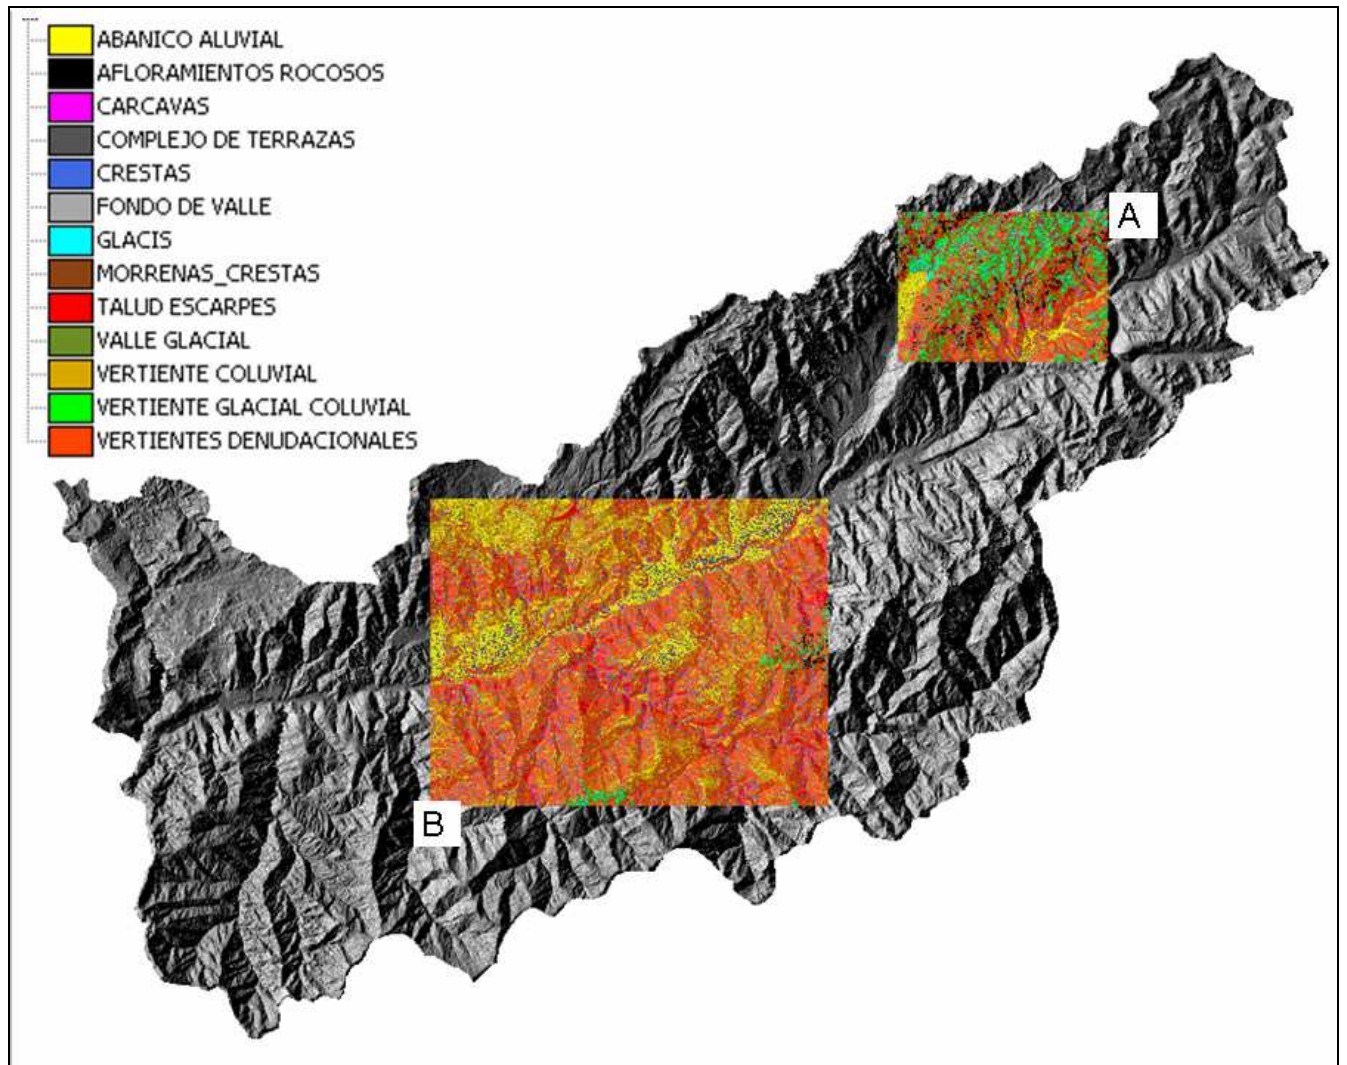 ABANICO ALUVIAL
AFLORAMIENTOS ROCOSOS
CARCAVAS
COMPLEJO DE TERRAZAS
CRESTAS
FONDO DE VALLE
GLACIS
MORRENAS_CRESTAS
TALUD ESCARPES
VALLE GLACIAL
VERTIENTE COLUVIAL
VERTIENTE GLACIAL COLUVIAL
VERTIENTES DENUDACIONALES
A
B